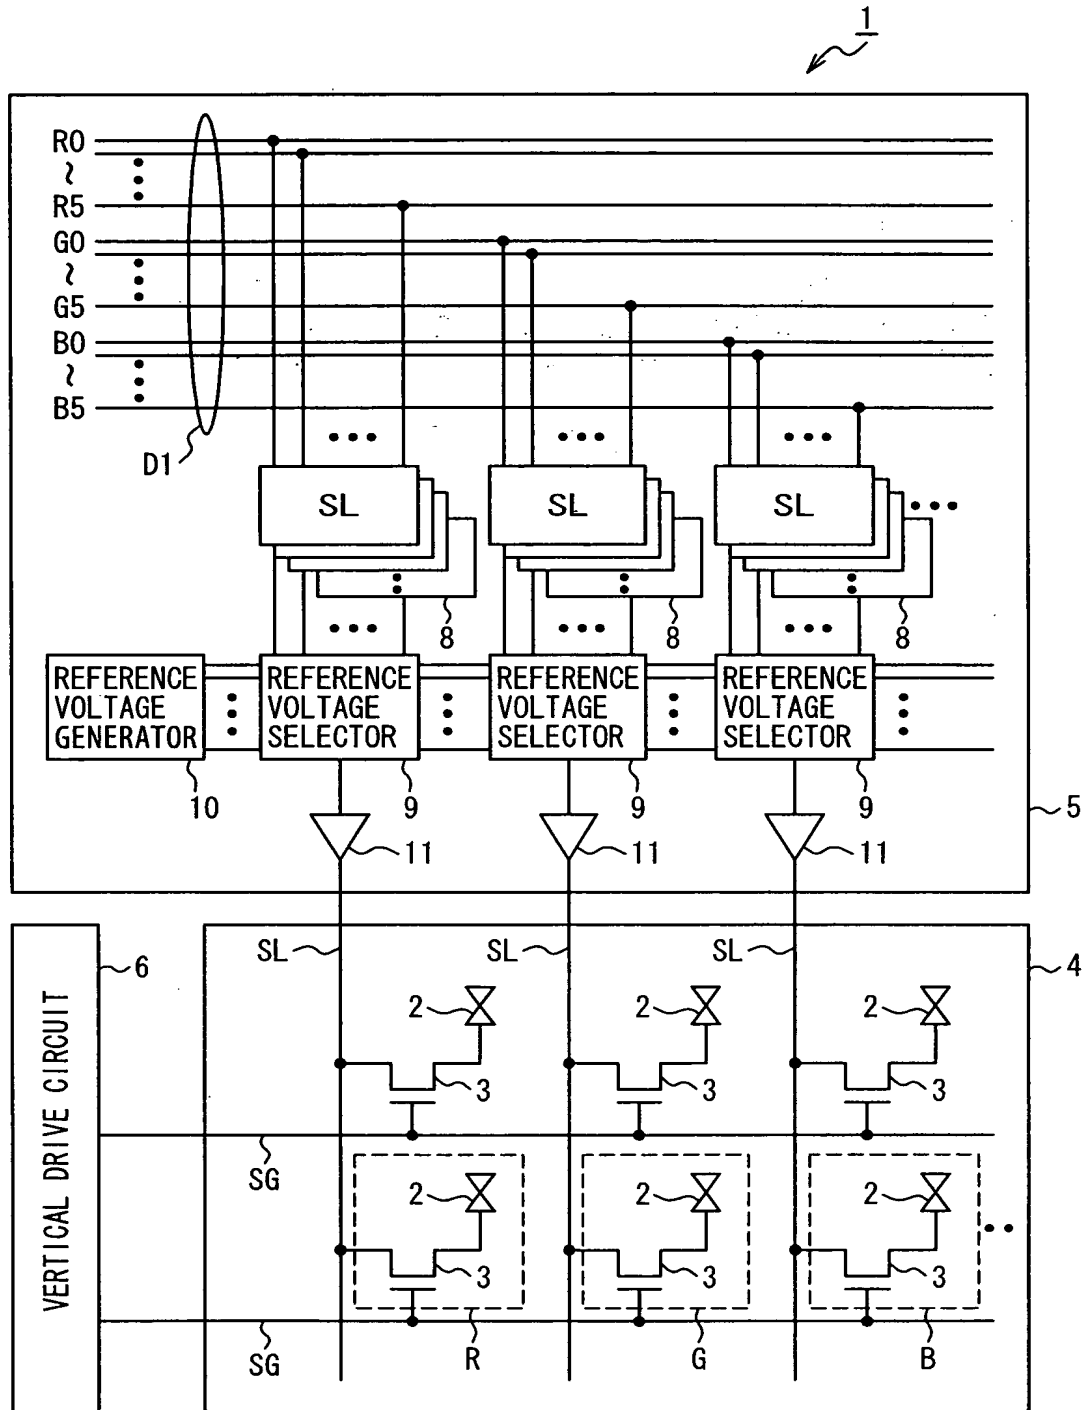 1
R0
~
R5
G0
~
G5
B0
~
B5
D1
SL SL SL
8 8 8
REFERENCE VOLTAGE GENERATOR
REFERENCE VOLTAGE SELECTOR
REFERENCE VOLTAGE SELECTOR
REFERENCE VOLTAGE SELECTOR
10 9 9 9
5
11 11 11
SL SL SL
6
4
2 2 2
3 3 3
SG
2 2 2
3 3 3
SG
R G B
VERTICAL DRIVE CIRCUIT